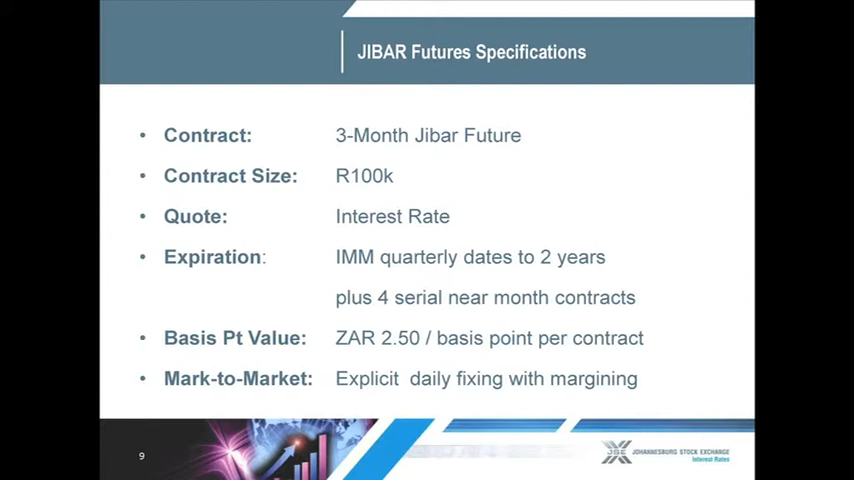 JIBAR Futures Specifications
• Contract: 3-Month Jibar Future
• Contract Size: R100k
• Quote: Interest Rate
• Expiration: IMM quarterly dates to 2 years
plus 4 serial near month contracts
• Basis Pt Value: ZAR 2.50 / basis point per contract
• Mark-to-Market: Explicit daily fixing with margining
9
JSE
JOHANNESBURG STOCK EXCHANGE
Interest Rates